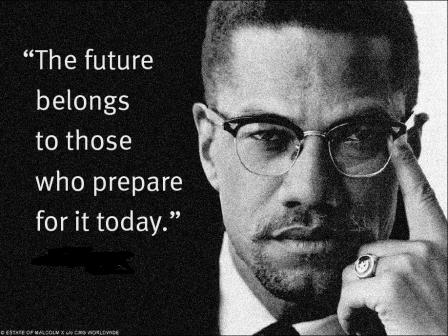 “The future
belongs
to those
who prepare
for it today.”
© ESTATE OF MALCOLM X c/o CMG WORLDWIDE